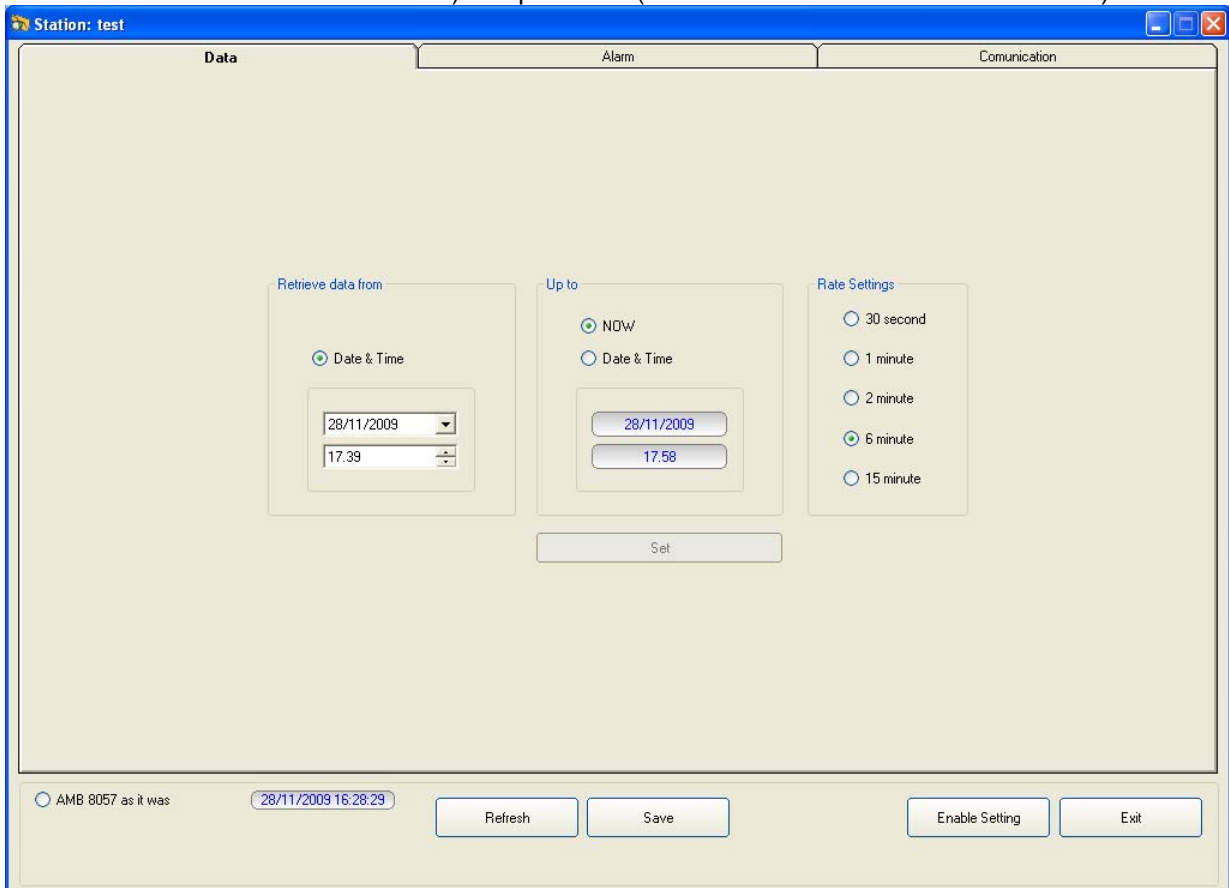 Station: test
Data Alarm Comunication
Retrieve data from
Date & Time
28/11/2009
17.39
Up to
NOW
Date & Time
28/11/2009
17.58
Rate Settings
30 second
1 minute
2 minute
6 minute
15 minute
Set
AMB 8057 as it was 28/11/2009 16:28:29 Refresh Save Enable Setting Exit